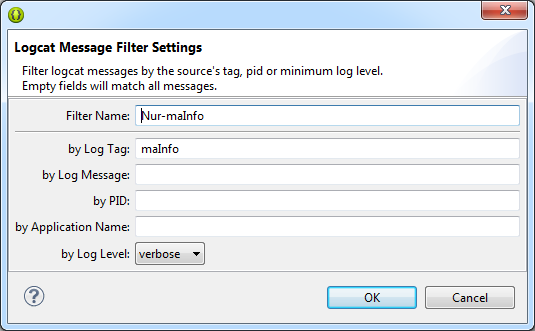 Logcat Message Filter Settings
Filter logcat messages by the source's tag, pid or minimum log level.
Empty fields will match all messages.
Filter Name: Nur-maInfo
by Log Tag: maInfo
by Log Message:
by PID:
by Application Name:
by Log Level: verbose
? OK Cancel